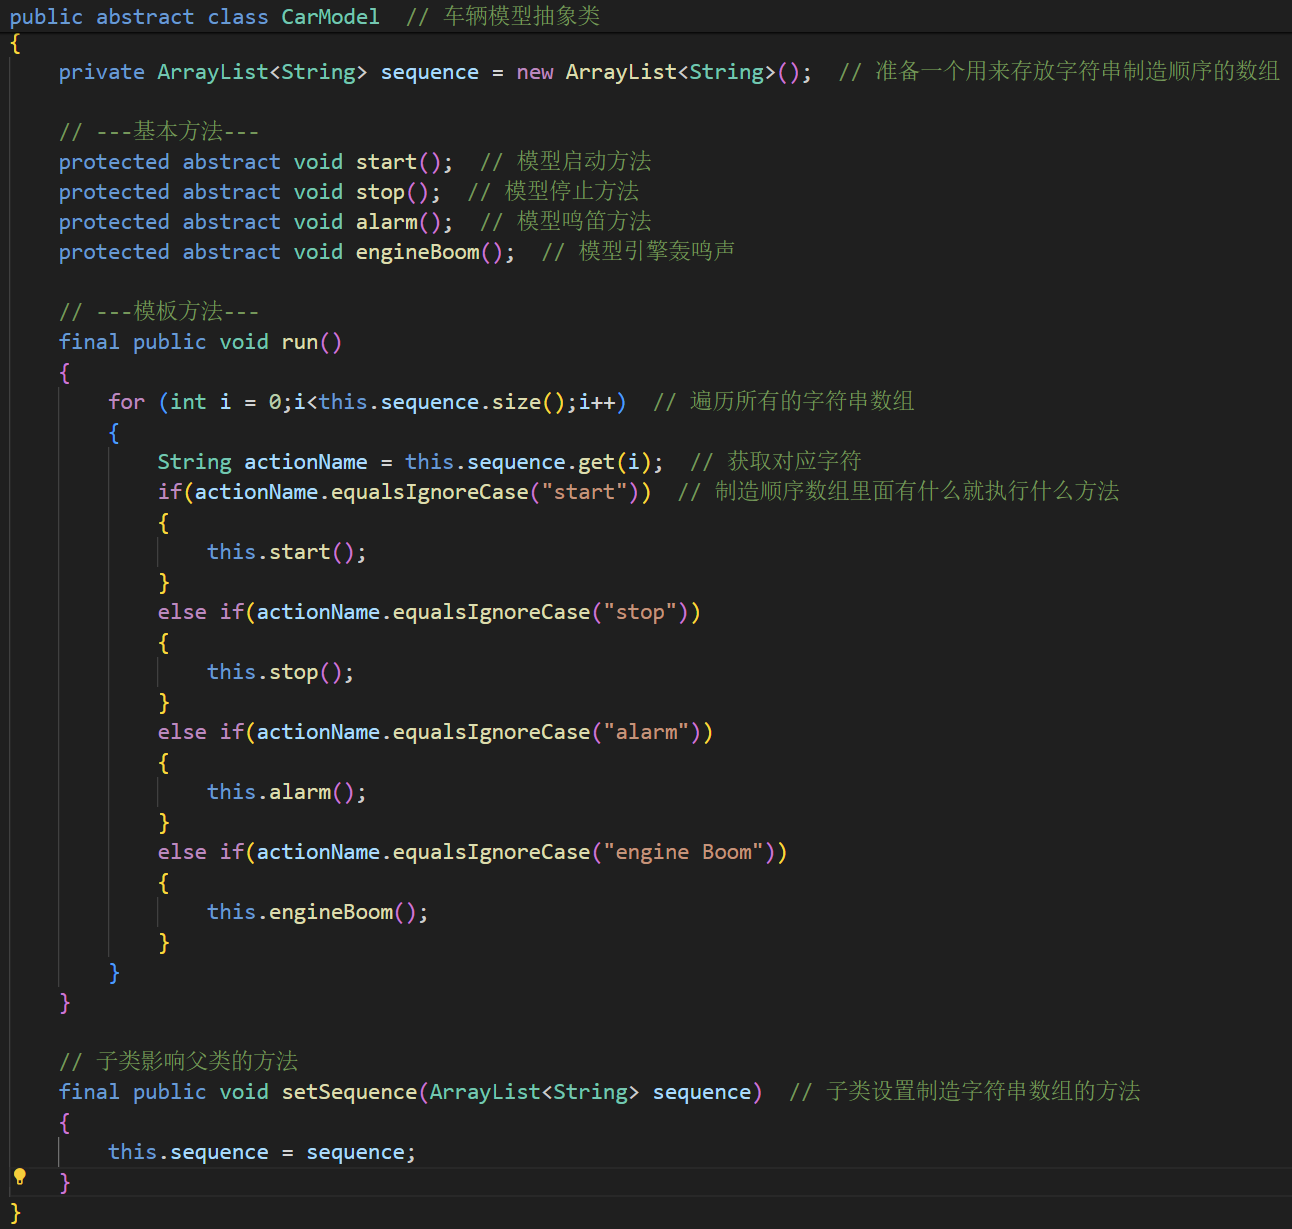 public abstract class CarModel  // 车辆模型抽象类
{
    private ArrayList<String> sequence = new ArrayList<String>();  // 准备一个用来存放字符串制造顺序的数组

    // ---基本方法---
    protected abstract void start();  // 模型启动方法
    protected abstract void stop();  // 模型停止方法
    protected abstract void alarm();  // 模型鸣笛方法
    protected abstract void engineBoom();  // 模型引擎轰鸣声

    // ---模板方法---
    final public void run()
    {
        for (int i = 0;i<this.sequence.size();i++)  // 遍历所有的字符串数组
        {
            String actionName = this.sequence.get(i);  // 获取对应字符
            if(actionName.equalsIgnoreCase("start"))  // 制造顺序数组里面有什么就执行什么方法
            {
                this.start();
            }
            else if(actionName.equalsIgnoreCase("stop"))
            {
                this.stop();
            }
            else if(actionName.equalsIgnoreCase("alarm"))
            {
                this.alarm();
            }
            else if(actionName.equalsIgnoreCase("engine Boom"))
            {
                this.engineBoom();
            }
        }
    }

    // 子类影响父类的方法
    final public void setSequence(ArrayList<String> sequence)  // 子类设置制造字符串数组的方法
    {
        this.sequence = sequence;
    }
}